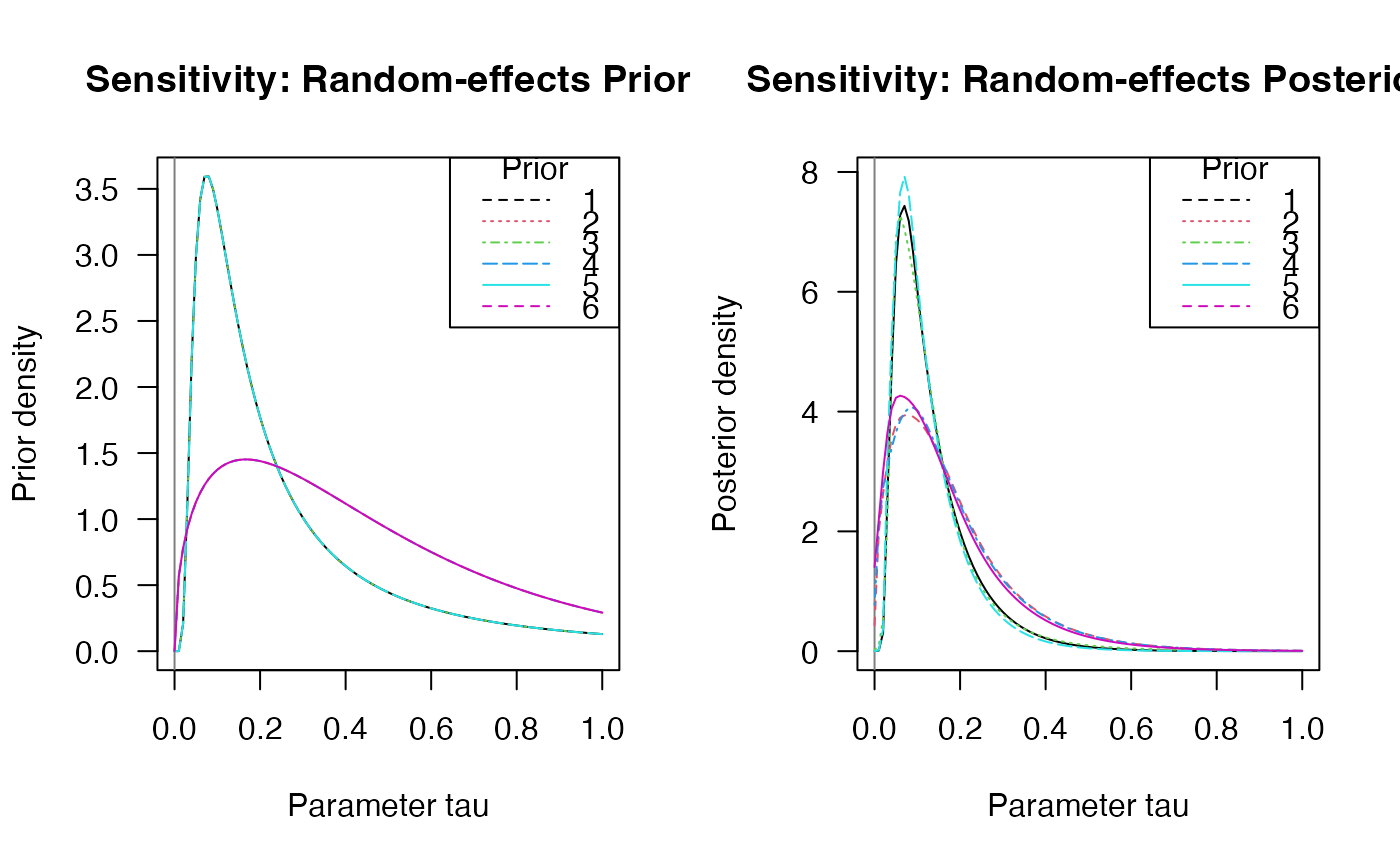 Sensitivity: Random-effects Prior
Prior density
3.5
3.0
2.5
2.0
1.5
1.0
0.5
0.0
Prior
1
2
3
4
5
6
0.0 0.2 0.4 0.6 0.8 1.0
Parameter tau
Sensitivity: Random-effects Posteric
Posterior density
8
6
4
2
0
Prior
1
2
3
4
5
6
0.0 0.2 0.4 0.6 0.8 1.0
Parameter tau